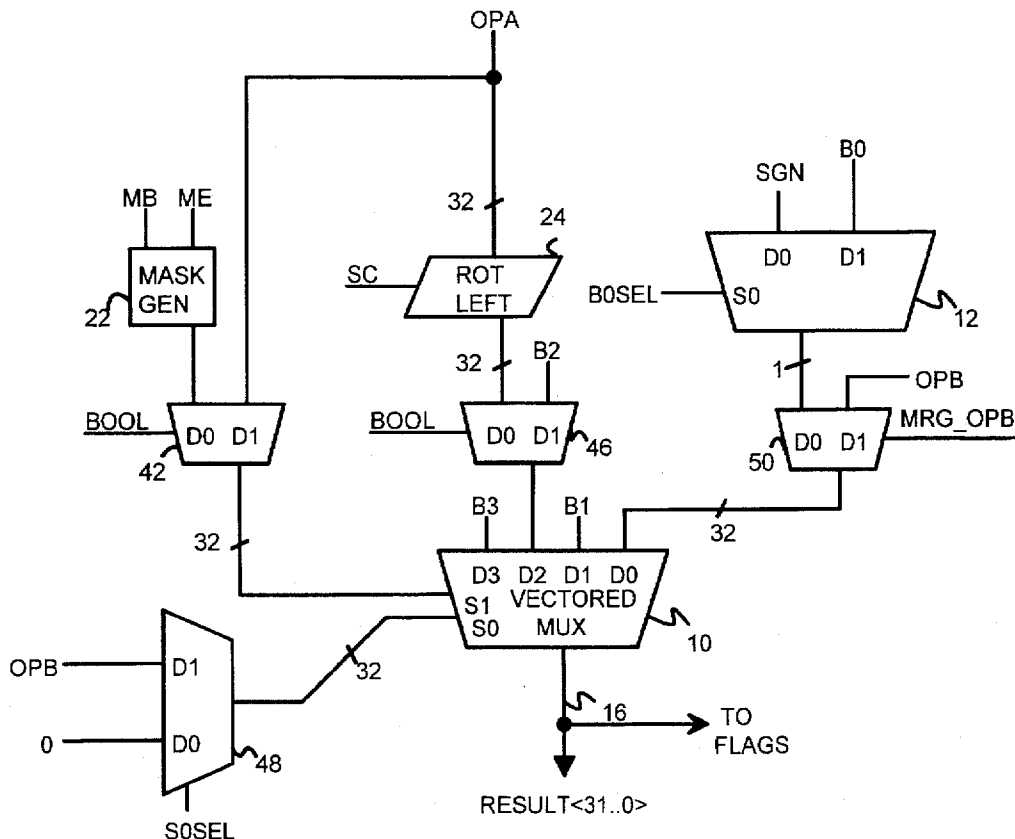 OPA
B0
SGN
MB ME
32
24
D0 D1
MASK
GEN
SC
ROT
LEFT
B0SEL
S0
22
12
32
B2
1
OPB
BOOL
D0 D1
BOOL
D0 D1
D0 D1
MRG_OPB
42
46
50
B3
B1
32
32
D3 D2 D1 D0
S1
VECTORED
S0
MUX
10
OPB
D1
32
16
TO
FLAGS
0
D0
48
RESULT<31..0>
S0SEL